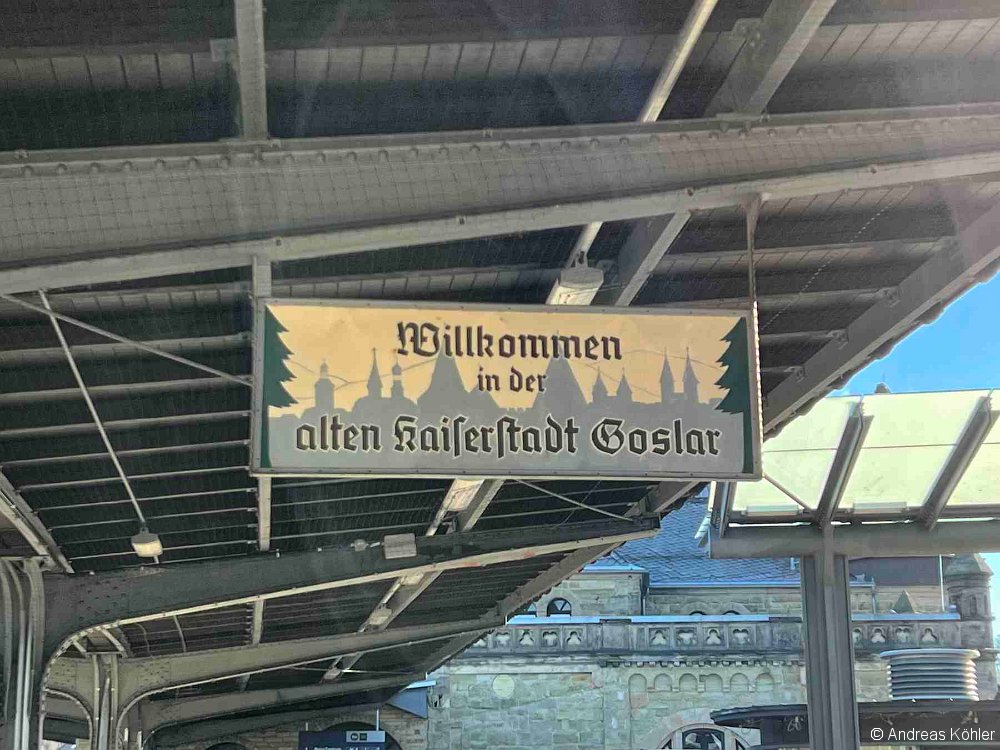 Willkommen
in der
alten Kaiserstadt Goslar
© Andreas Köhler